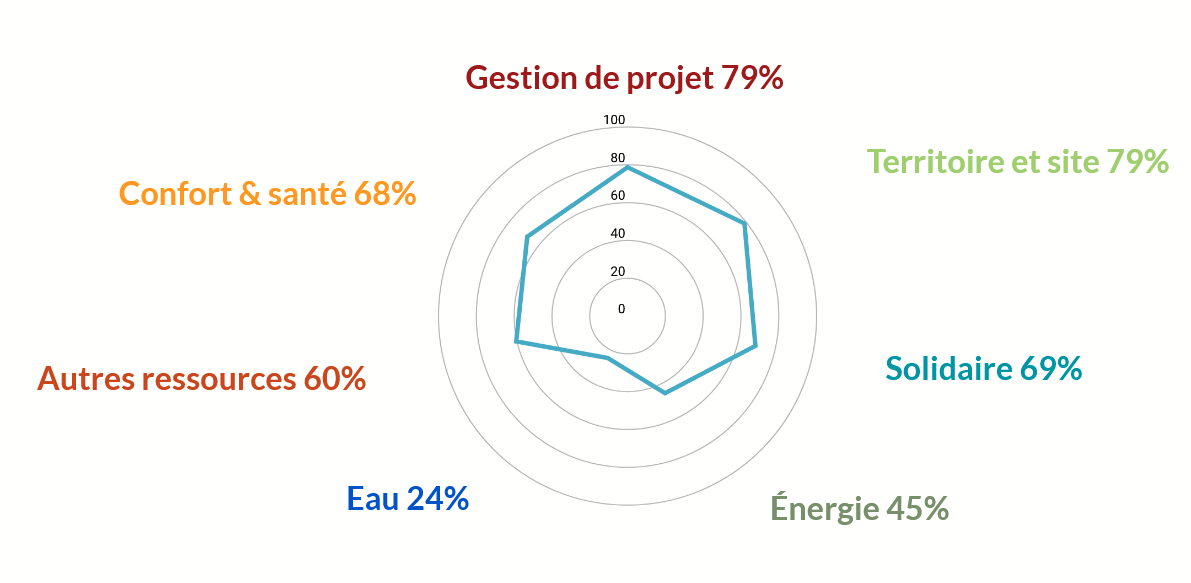 Gestion de projet 79%
100
80
60
40
20
0
Territoire et site 79%
Confort & santé 68%
Solidaire 69%
Autres ressources 60%
Eau 24%
Énergie 45%